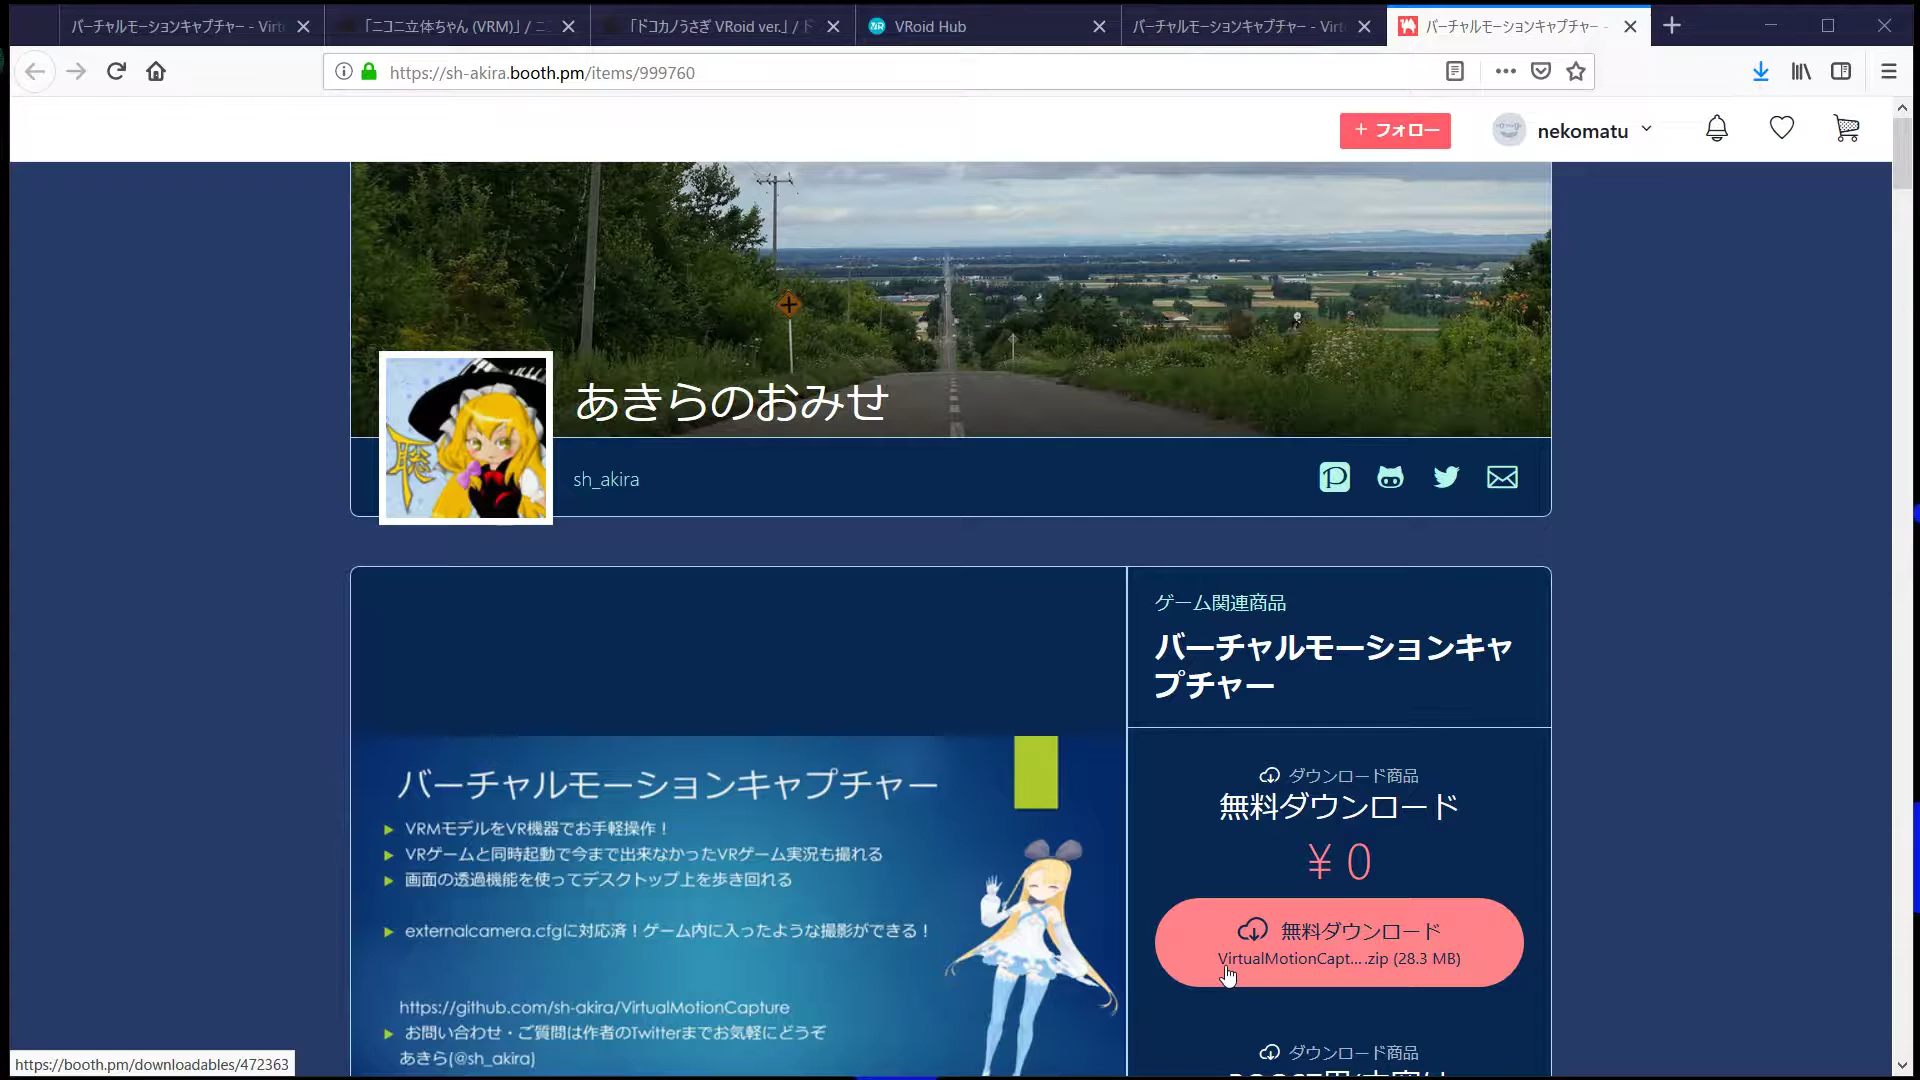 バーチャルモーションキャプチャー - Virt
「ニコニ立体ちゃん (VRM)」 / ニ
「ドコカノうさぎ VRoid ver.」 / ド
VRoid Hub
バーチャルモーションキャプチャー - Virt
バーチャルモーションキャプチャー -
https://sh-akira.booth.pm/items/999760
+ フォロー
nekomatu
聡
あきらのおみせ
sh_akira
ゲーム関連商品
バーチャルモーションキャ
プチャー
バーチャルモーションキャプチャー
VRMモデルをVR機器でお手軽操作！
VRゲームと同時起動で今まで出来なかったVRゲーム実況も撮れる
画面の透過機能を使ってデスクトップ上を歩き回れる
externalcamera.cfgに対応済！ゲーム内に入ったような撮影ができる！
https://github.com/sh-akira/VirtualMotionCapture
お問い合わせ・ご質問は作者のTwitterまでお気軽にどうぞ
あきら(@sh_akira)
ダウンロード商品
無料ダウンロード
¥ 0
無料ダウンロード
VirtualMotionCapt... .zip (28.3 MB)
ダウンロード商品
https://booth.pm/downloadables/472363